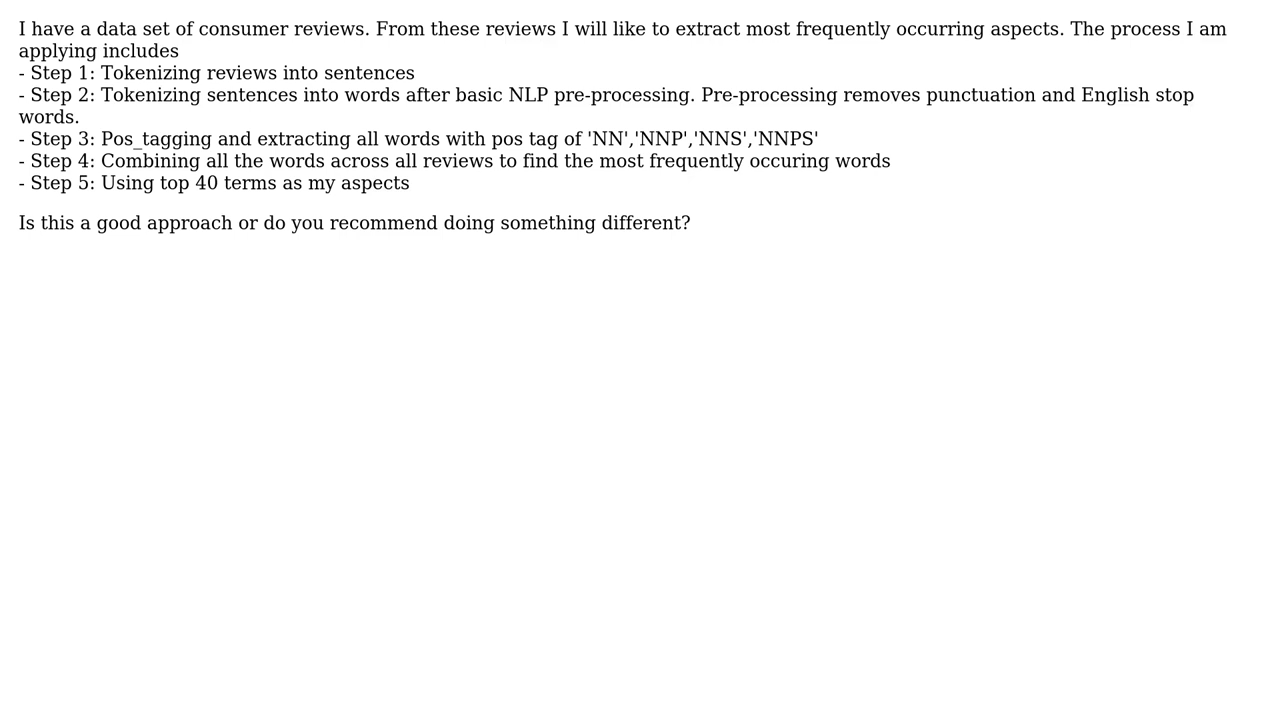 I have a data set of consumer reviews. From these reviews I will like to extract most frequently occurring aspects. The process I am
applying includes
- Step 1: Tokenizing reviews into sentences
- Step 2: Tokenizing sentences into words after basic NLP pre-processing. Pre-processing removes punctuation and English stop
words.
- Step 3: Pos_tagging and extracting all words with pos tag of 'NN','NNP','NNS','NNPS'
- Step 4: Combining all the words across all reviews to find the most frequently occuring words
- Step 5: Using top 40 terms as my aspects
Is this a good approach or do you recommend doing something different?